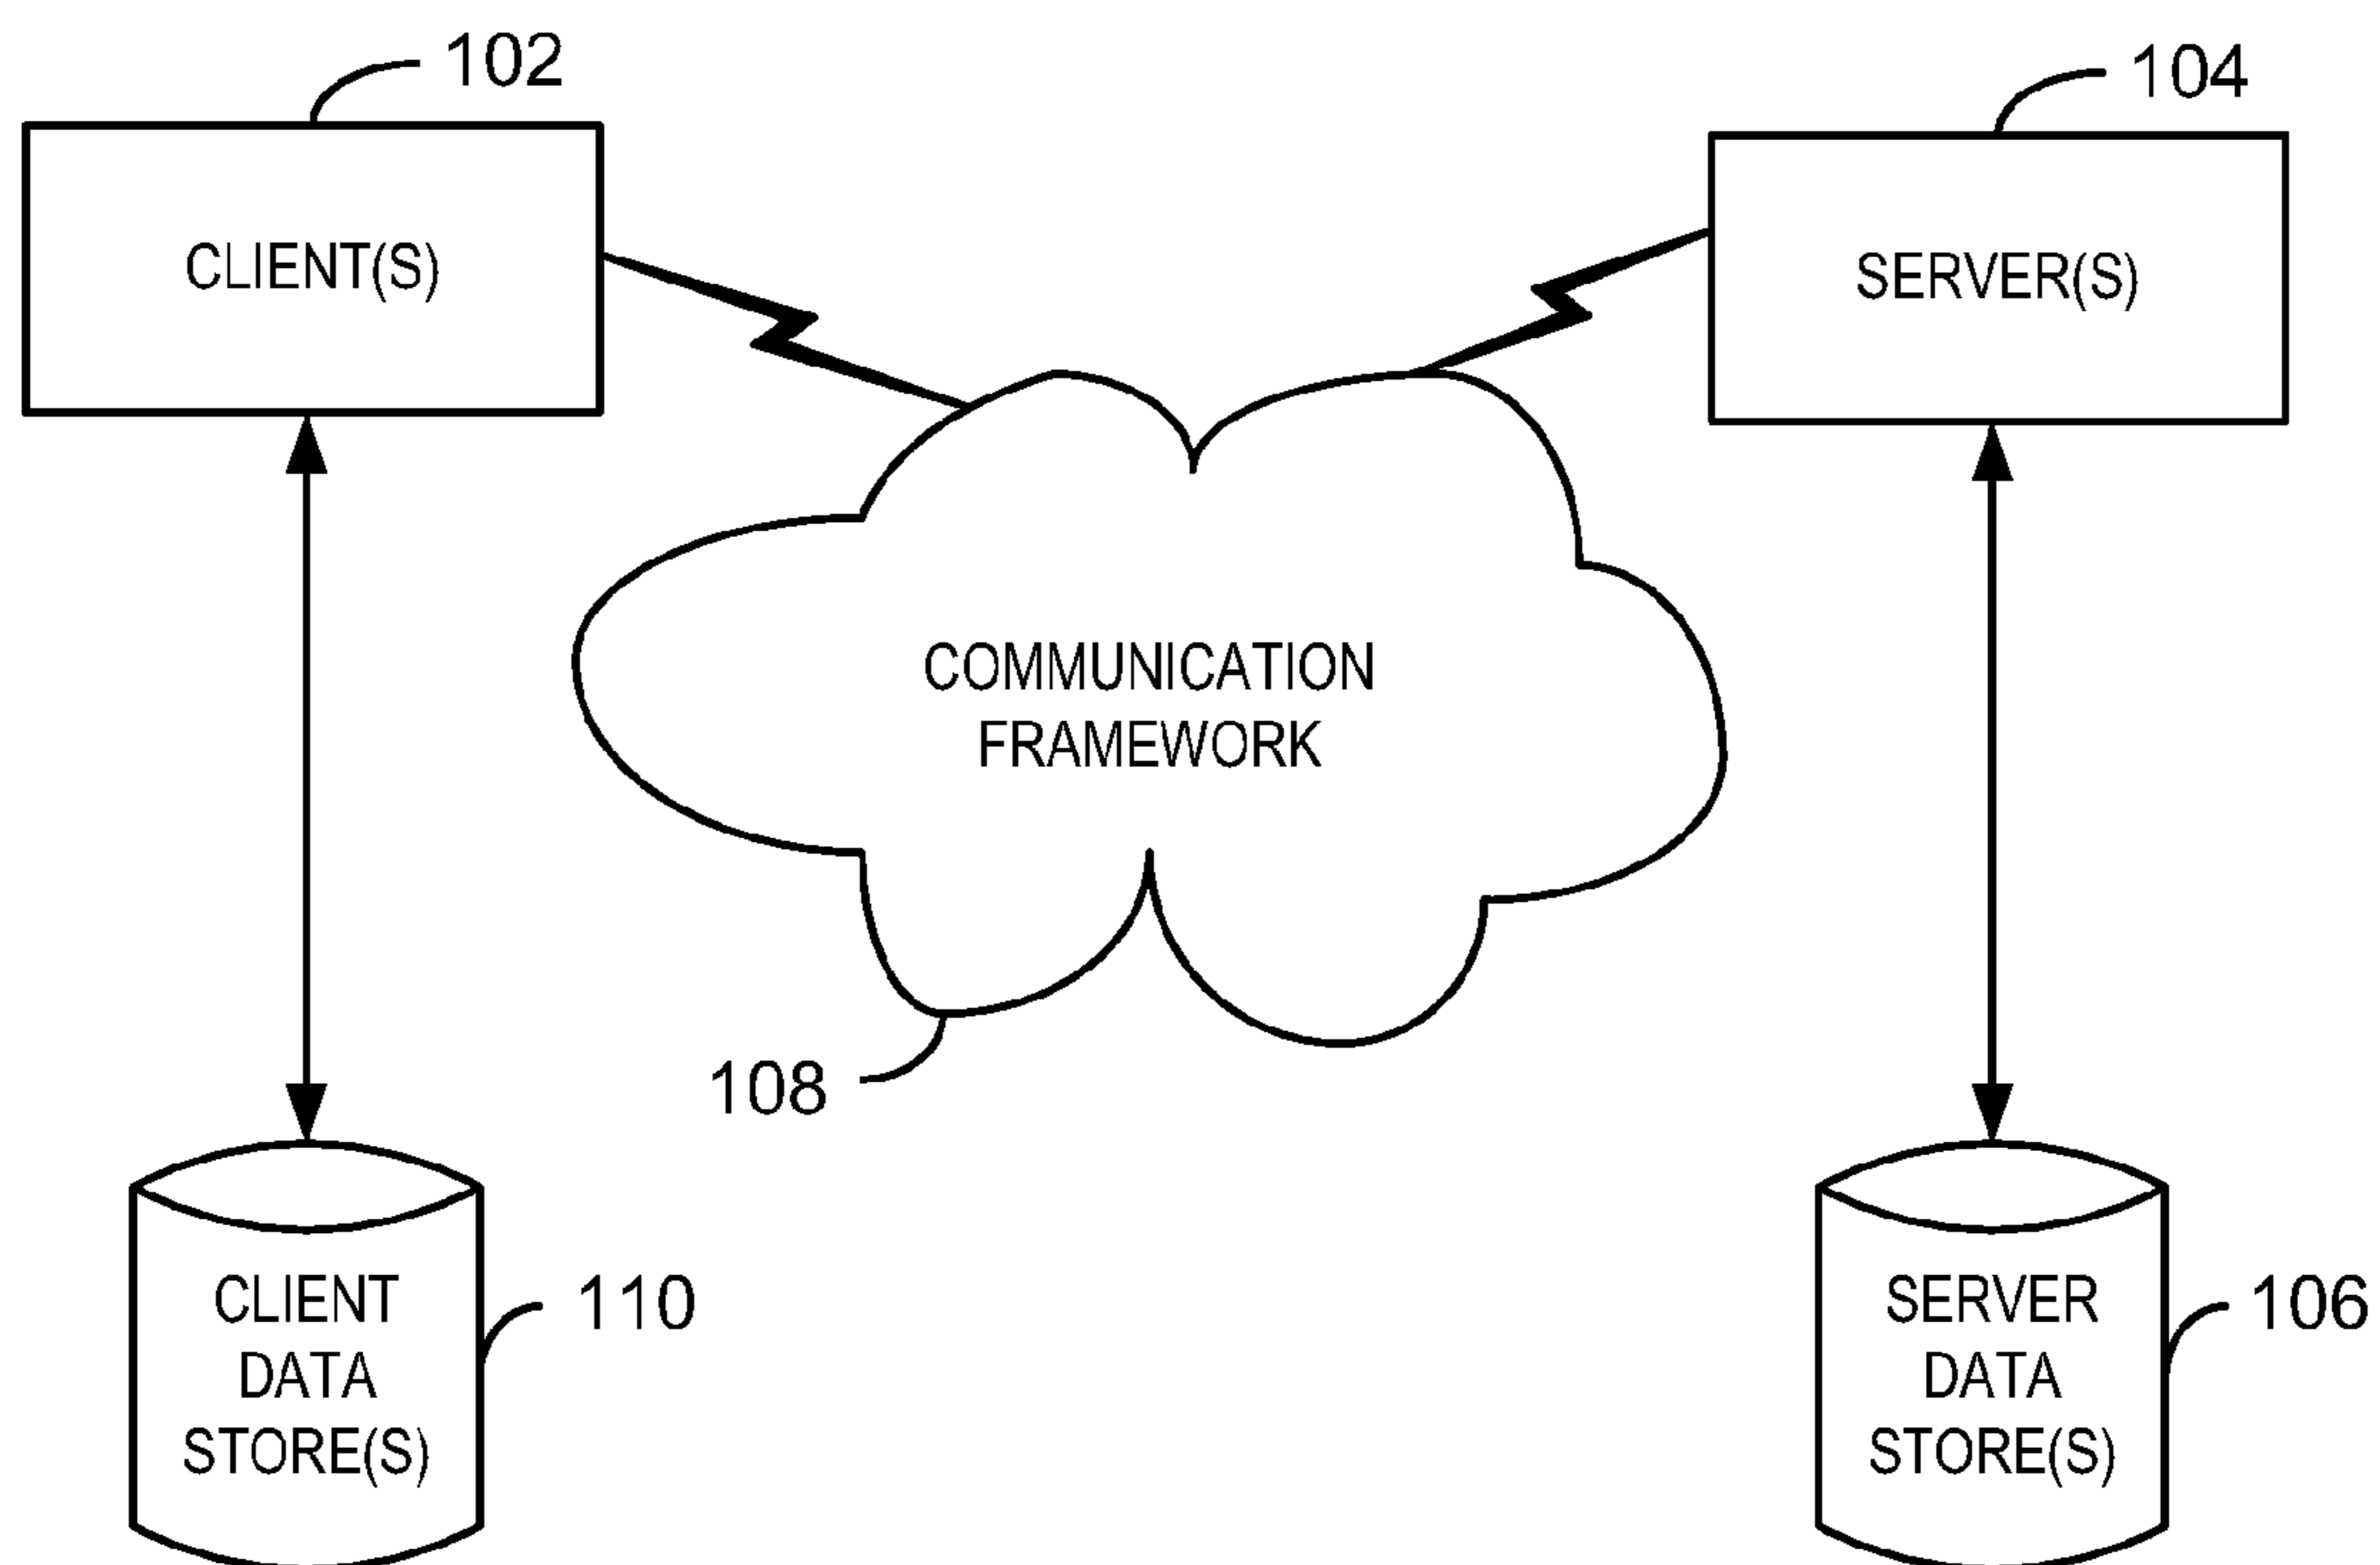 102
104
CLIENT(S)
SERVER(S)
COMMUNICATION
FRAMEWORK
108
CLIENT
DATA
STORE(S)
110
SERVER
DATA
STORE(S)
106